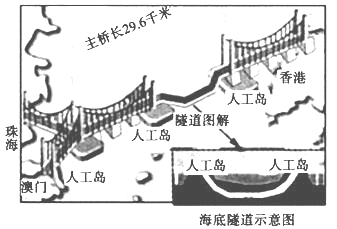 主桥长29.6千米
香港
人工岛
隧道图解
人工岛
珠海
澳门
人工岛
人工岛
人工岛
海底隧道示意图